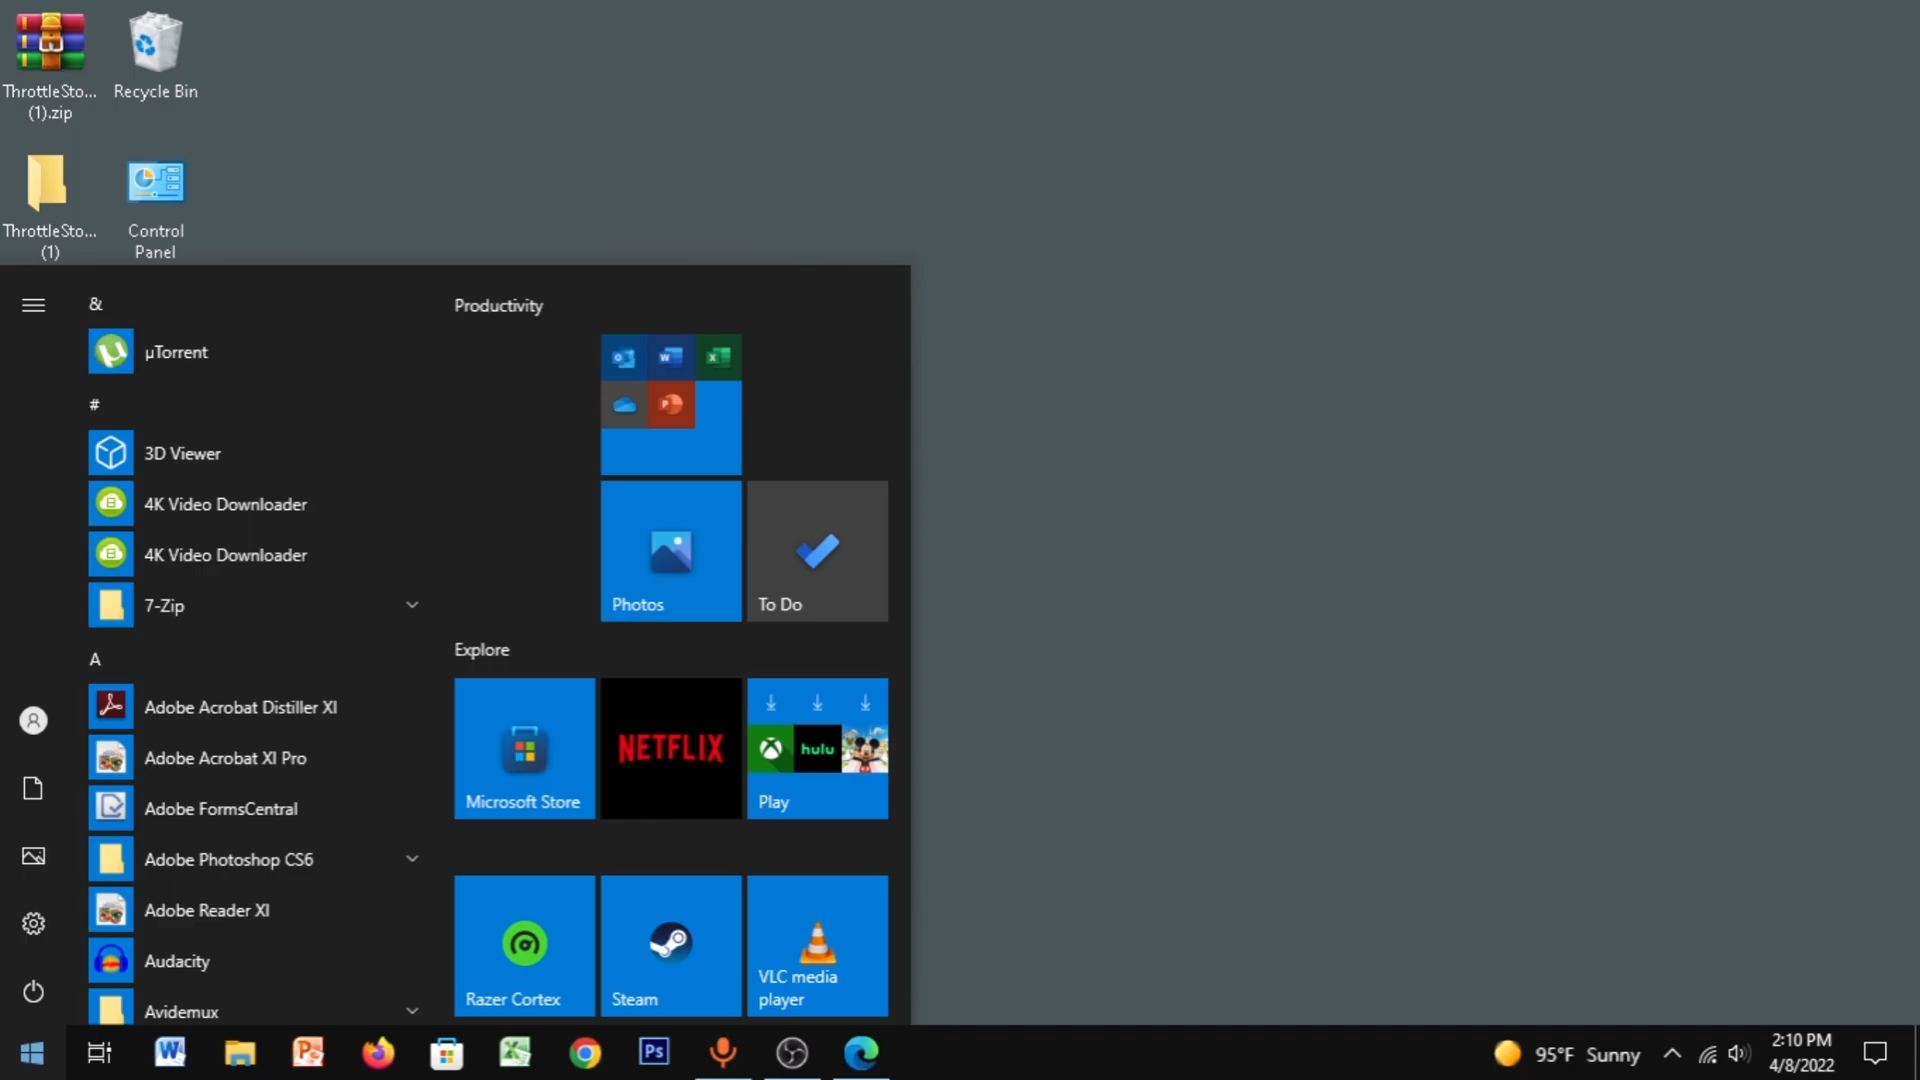 ThrottleSto...
(1).zip
Recycle Bin
ThrottleSto...
(1)
Control
Panel
&
µTorrent
#
3D Viewer
4K Video Downloader
4K Video Downloader
7-Zip
A
Adobe Acrobat Distiller XI
Adobe Acrobat XI Pro
Adobe FormsCentral
Adobe Photoshop CS6
Adobe Reader XI
Audacity
Avidemux
Productivity
Photos
To Do
Explore
Microsoft Store
NETFLIX
hulu
Play
Razer Cortex
Steam
VLC media
player
Ps
95°F Sunny
2:10 PM
4/8/2022